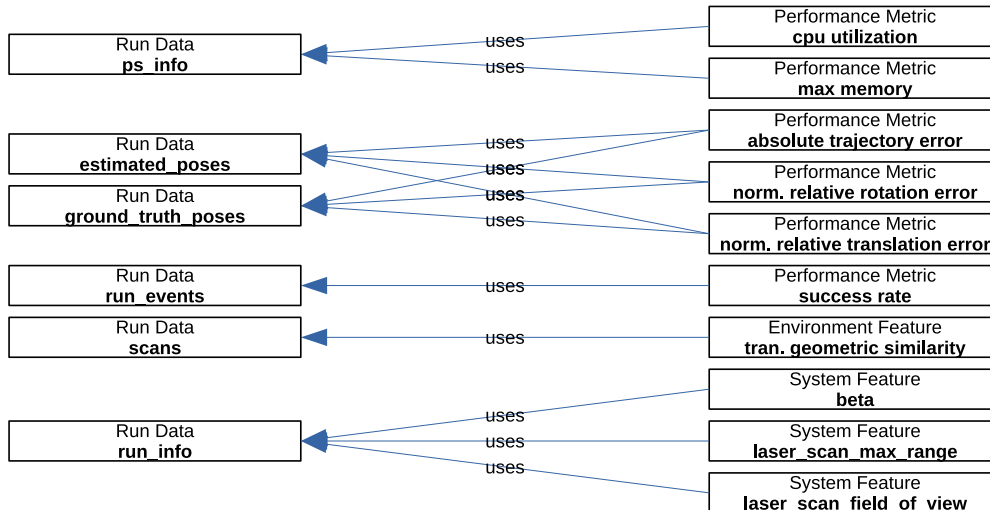 Run Data
ps_info
Run Data
estimated_poses
Run Data
ground_truth_poses
Run Data
run_events
Run Data
scans
Run Data
run_info
uses
uses
uses
uses
uses
uses
uses
uses
uses
uses
uses
uses
Performance Metric
cpu utilization
Performance Metric
max memory
Performance Metric
absolute trajectory error
Performance Metric
norm. relative rotation error
Performance Metric
norm. relative translation error
Performance Metric
success rate
Environment Feature
tran. geometric similarity
System Feature
beta
System Feature
laser_scan_max_range
System Feature
laser_scan_field_of_view